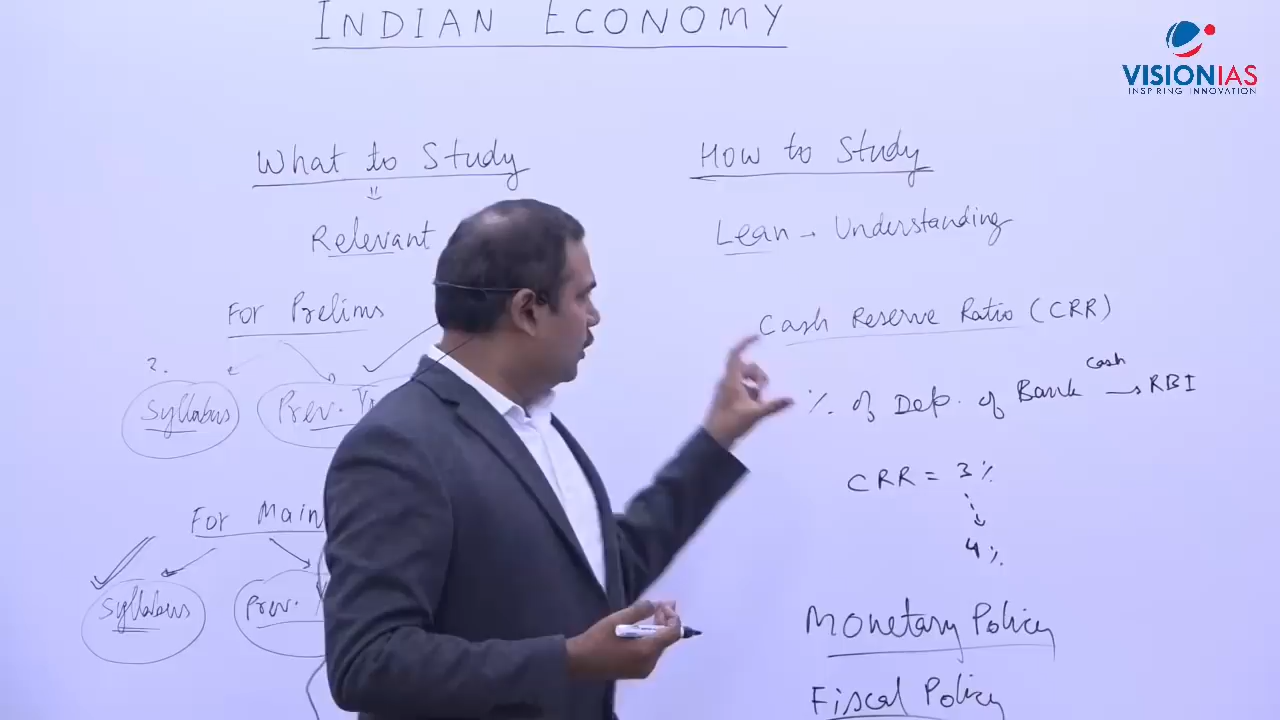 INDIAN ECONOMY
VISIONIAS
INSPIRING INNOVATION
What to Study
Relevant
For Prelims
2.
Syllabus
Prev.
For Main
Syllabus
Prev.
How to Study
Lean → Understanding
Cash Reserve Ratio (CRR)
% of Dep. of Bank cash → RBI
CRR = 3%
4%
Monetary Policy
Fiscal Policy